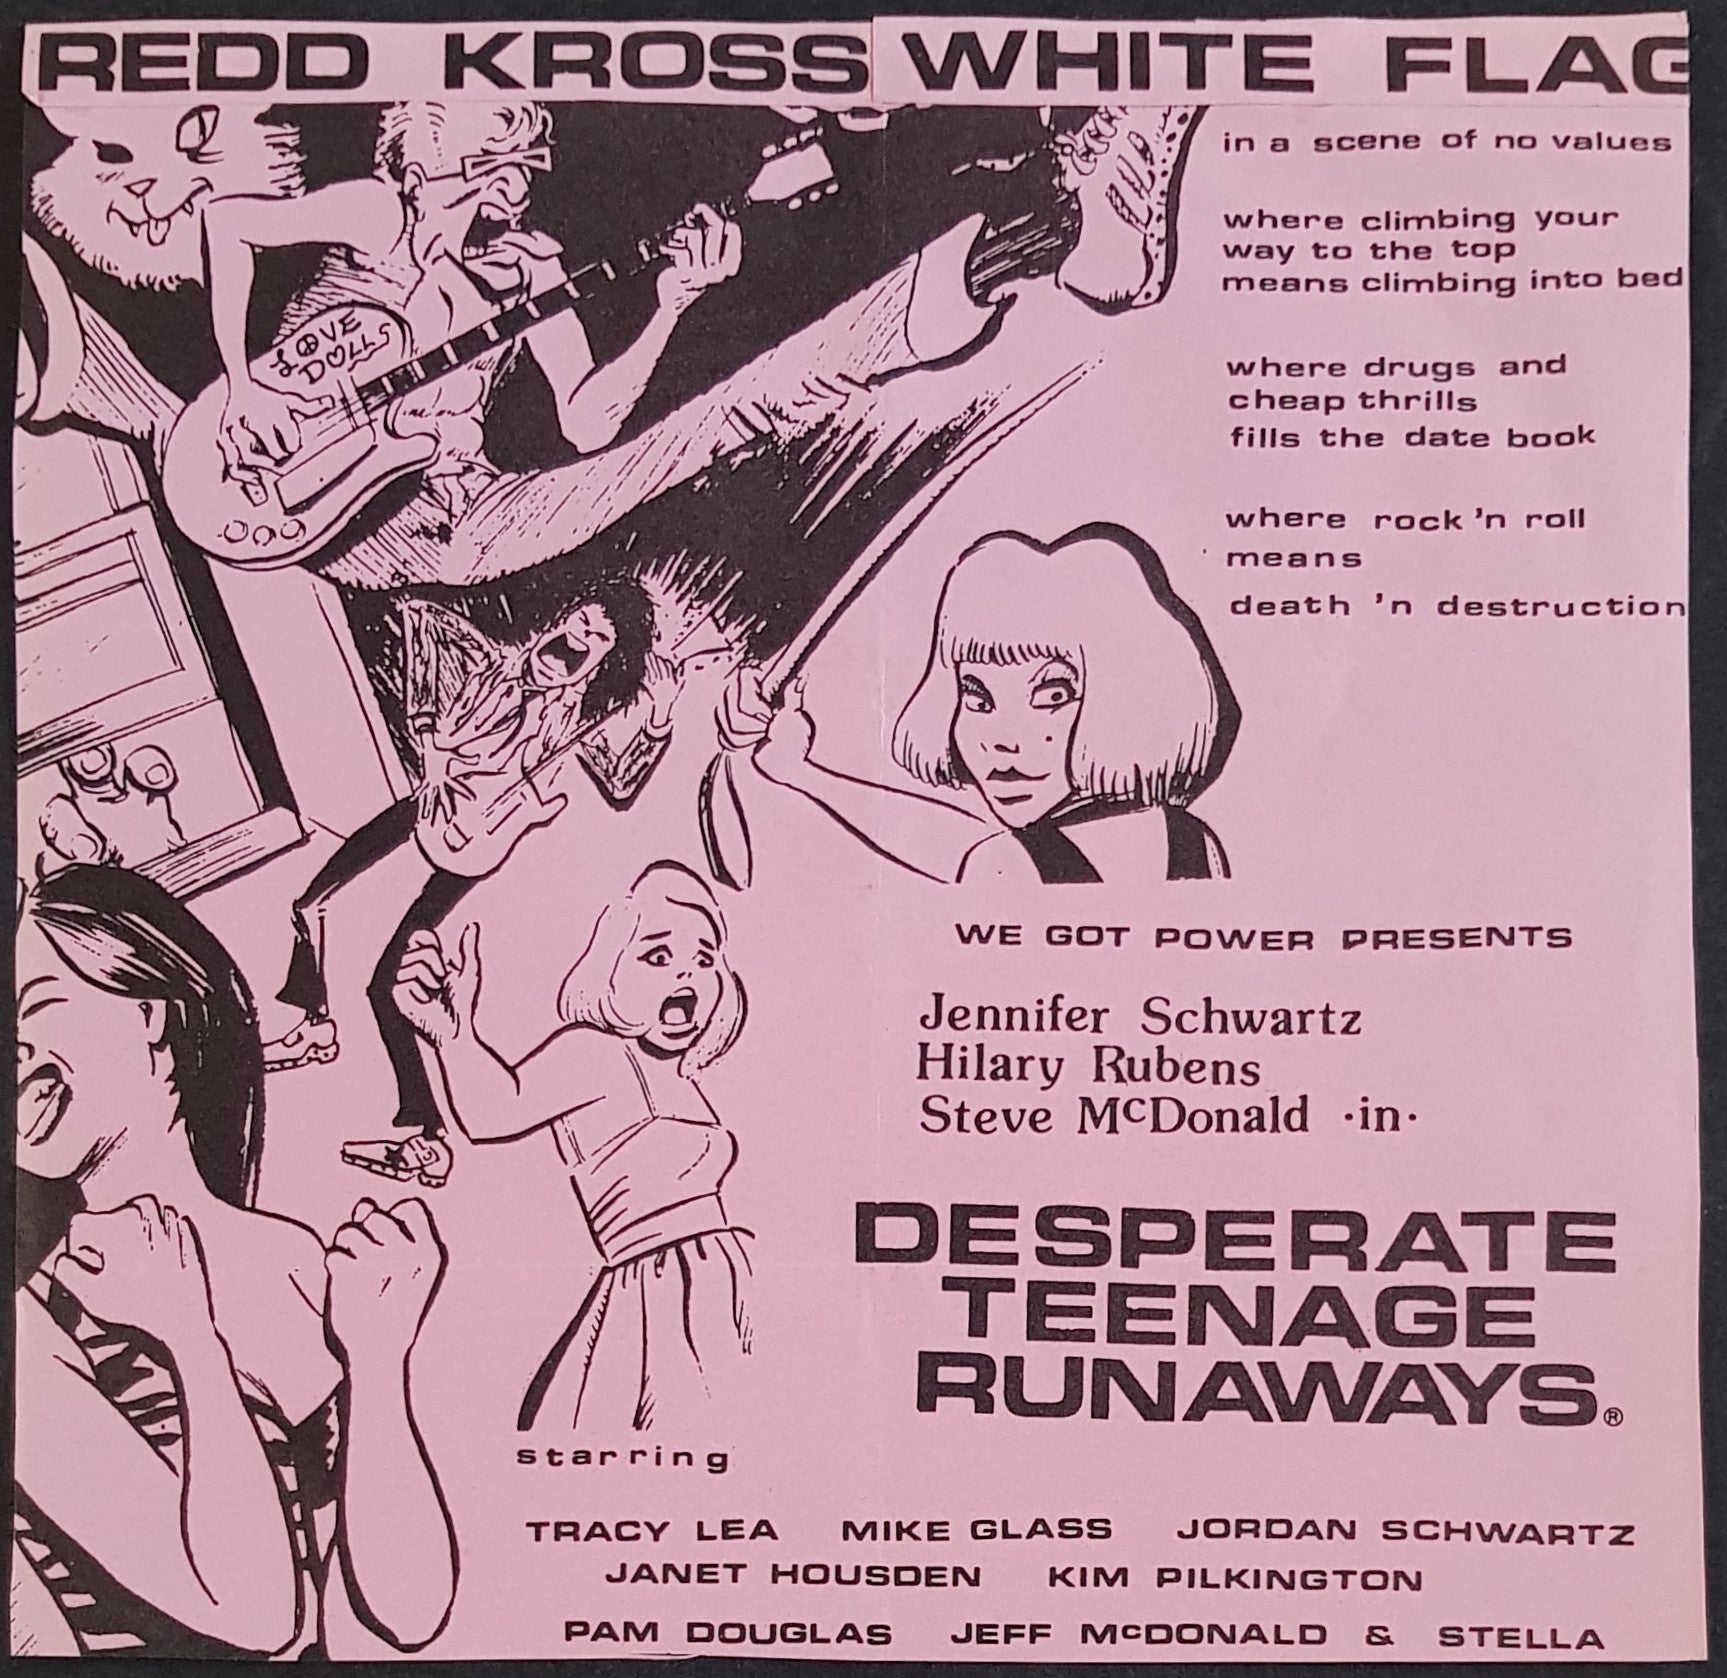 REDD KROSS WHITE FLAG
in a scene of no values
where climbing your
way to the top
means climbing into bed
where drugs and
cheap thrills
fills the date book
where rock 'n roll
means
death 'n destruction
LOVE
DOLLS
WE GOT POWER PRESENTS
Jennifer Schwartz
Hilary Rubens
Steve McDonald ·in·
DESPERATE
TEENAGE
RUNAWAYS®
starring
TRACY LEA MIKE GLASS JORDAN SCHWARTZ
JANET HOUSDEN KIM PILKINGTON
PAM DOUGLAS JEFF McDONALD & STELLA